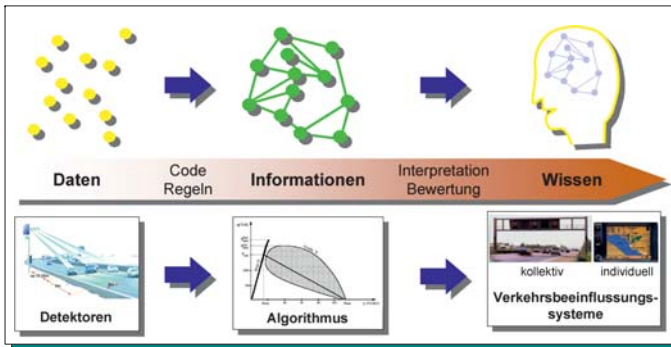 Daten
Code
Regeln
Informationen
Interpretation
Bewertung
Wissen
Detektoren
Algorithmus
kollektiv
individuell
Verkehrsbeeinflussungs-
systeme